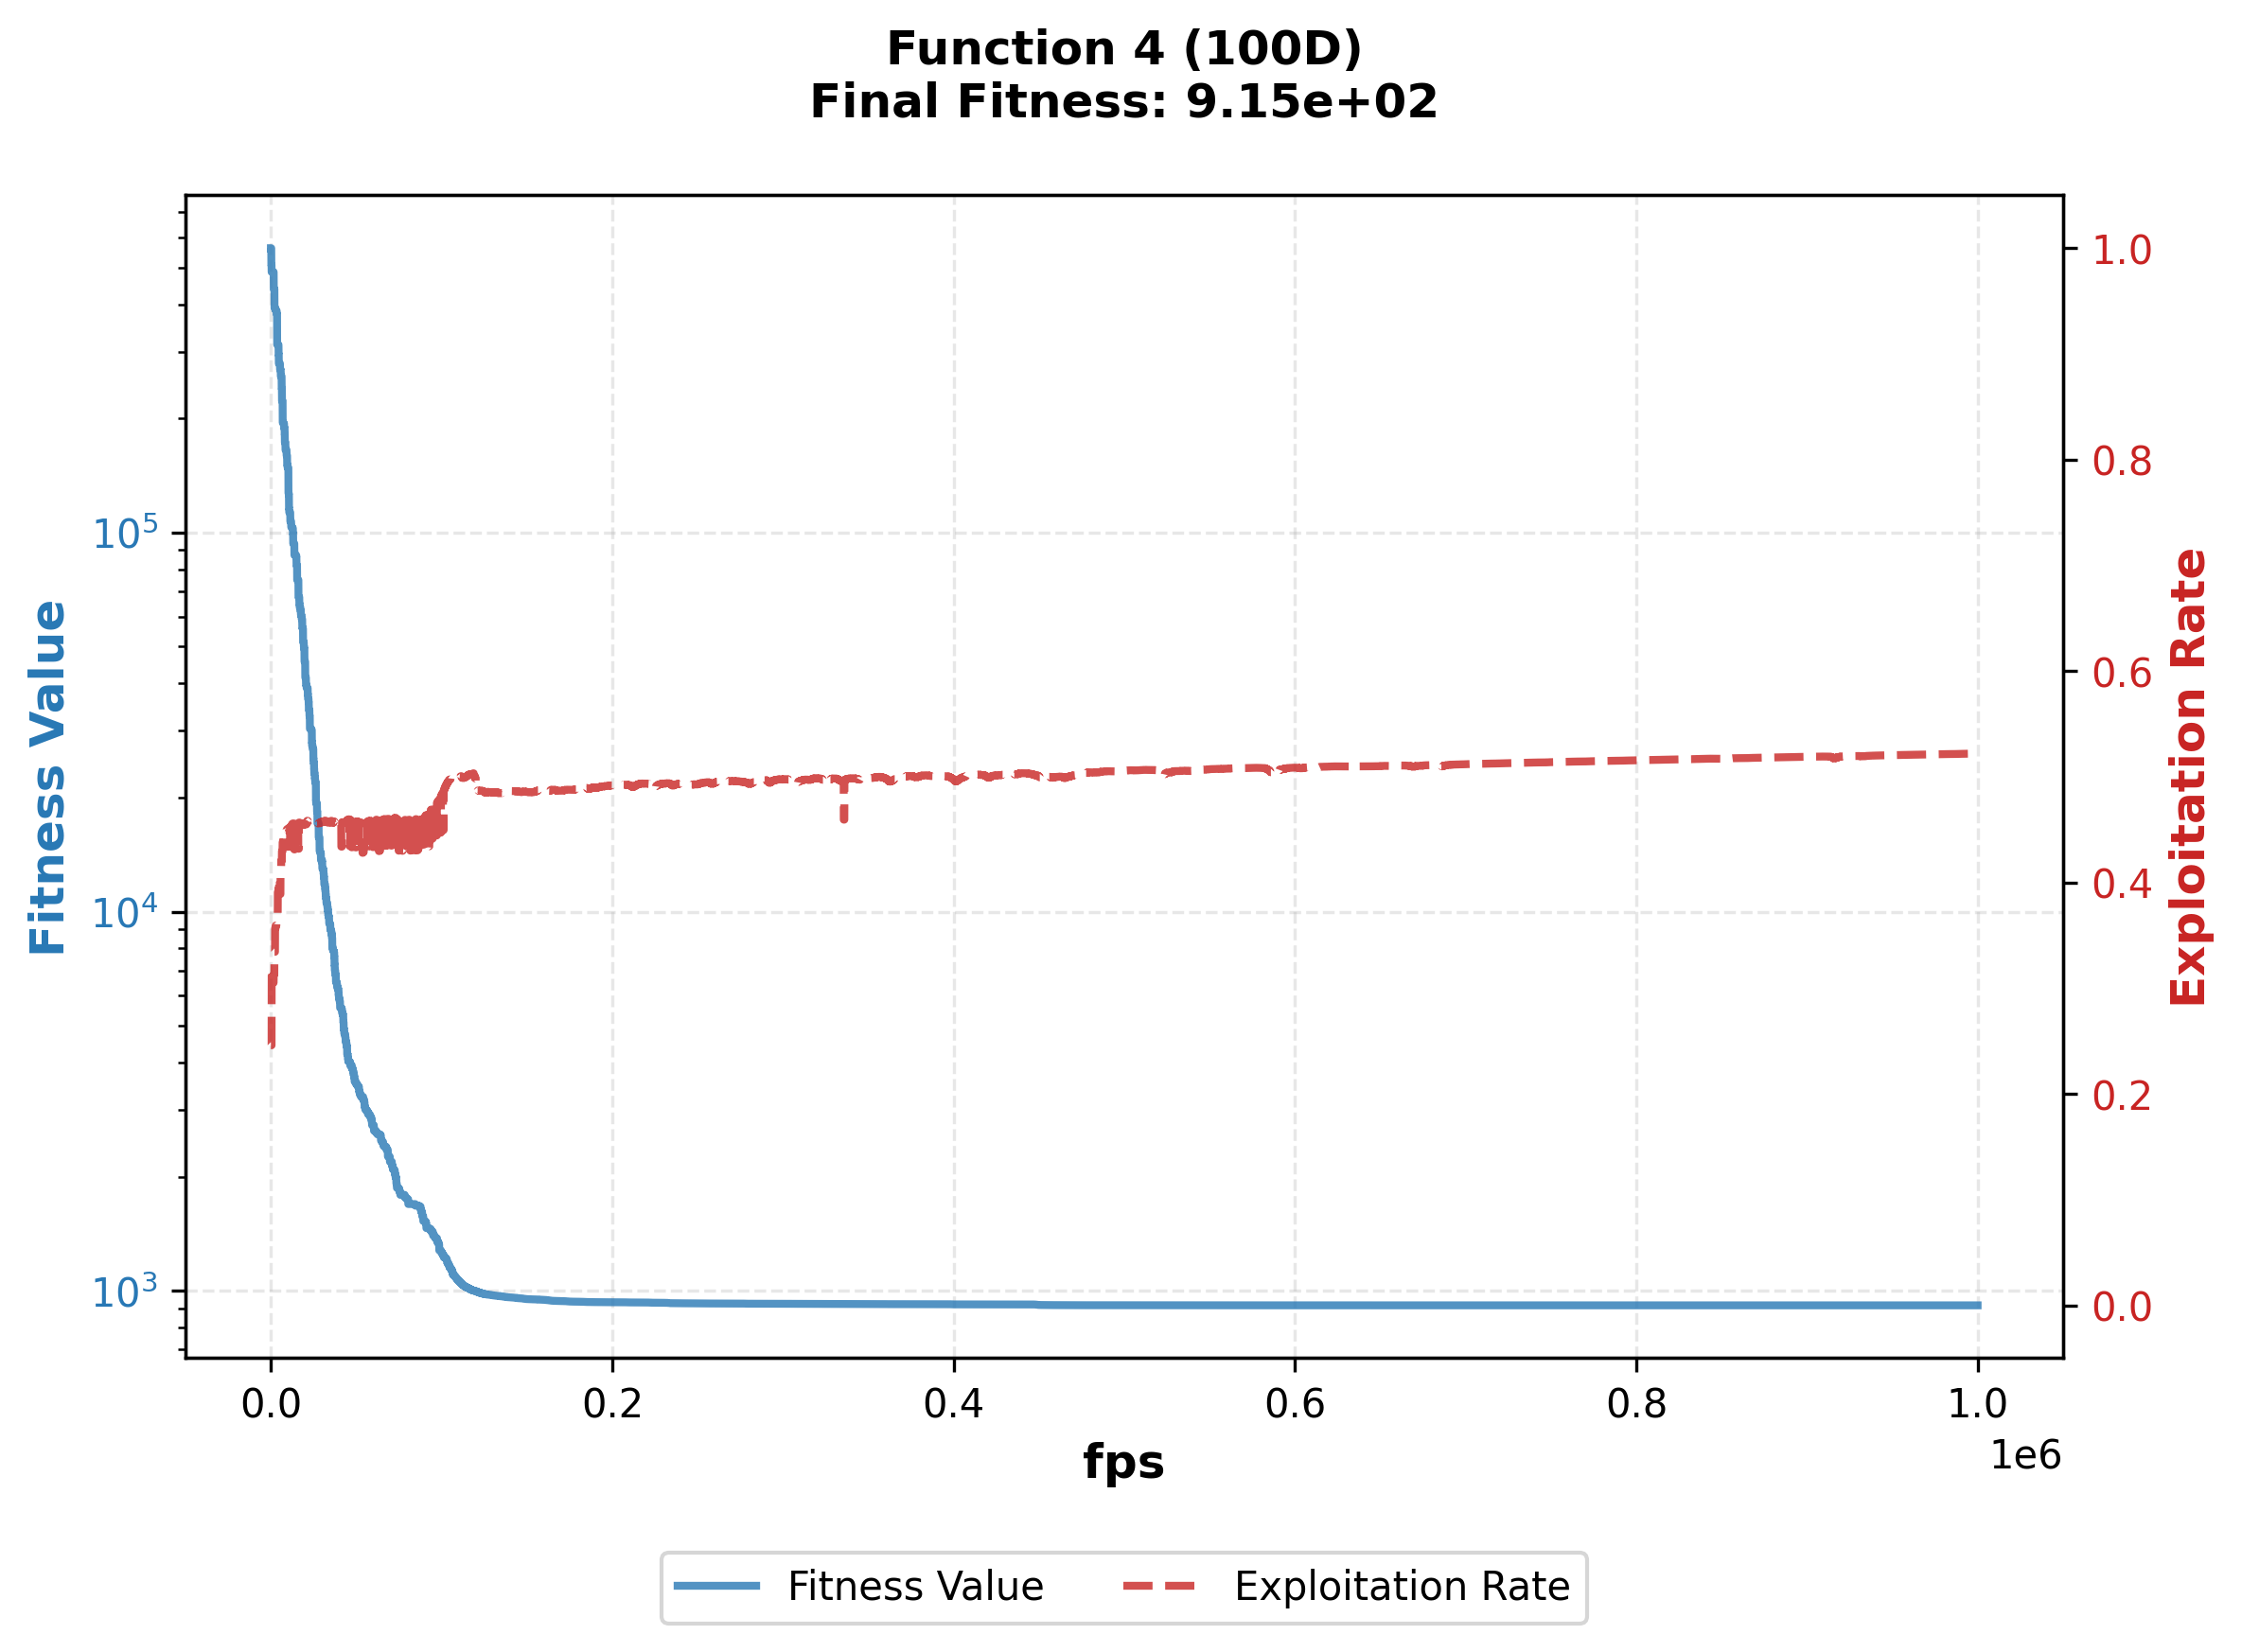 Function 4 (100D)
Final Fitness: 9.15e+02
Fitness Value
10⁵
10⁴
10³
1.0
0.8
0.6
0.4
0.2
0.0
Exploitation Rate
0.0 0.2 0.4 0.6 0.8 1.0
1e6
fps
Fitness Value Exploitation Rate